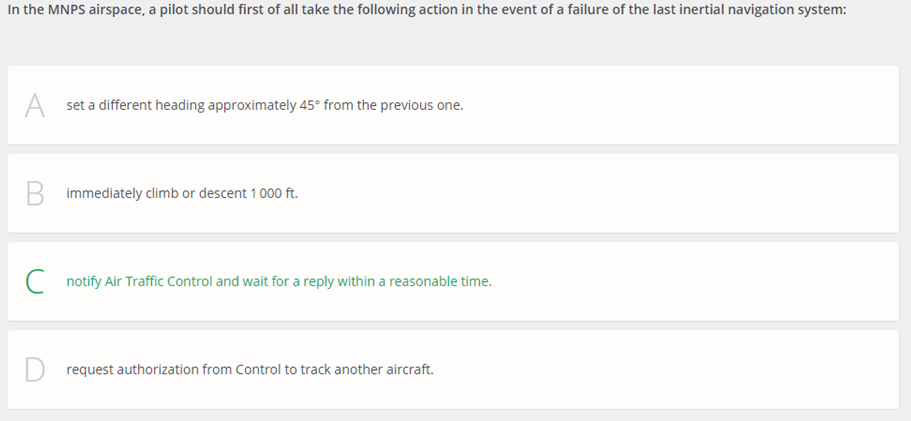 In the MNPS airspace, a pilot should first of all take the following action in the event of a failure of the last inertial navigation system:
A set a different heading approximately 45° from the previous one.
B immediately climb or descent 1 000 ft.
C notify Air Traffic Control and wait for a reply within a reasonable time.
D request authorization from Control to track another aircraft.